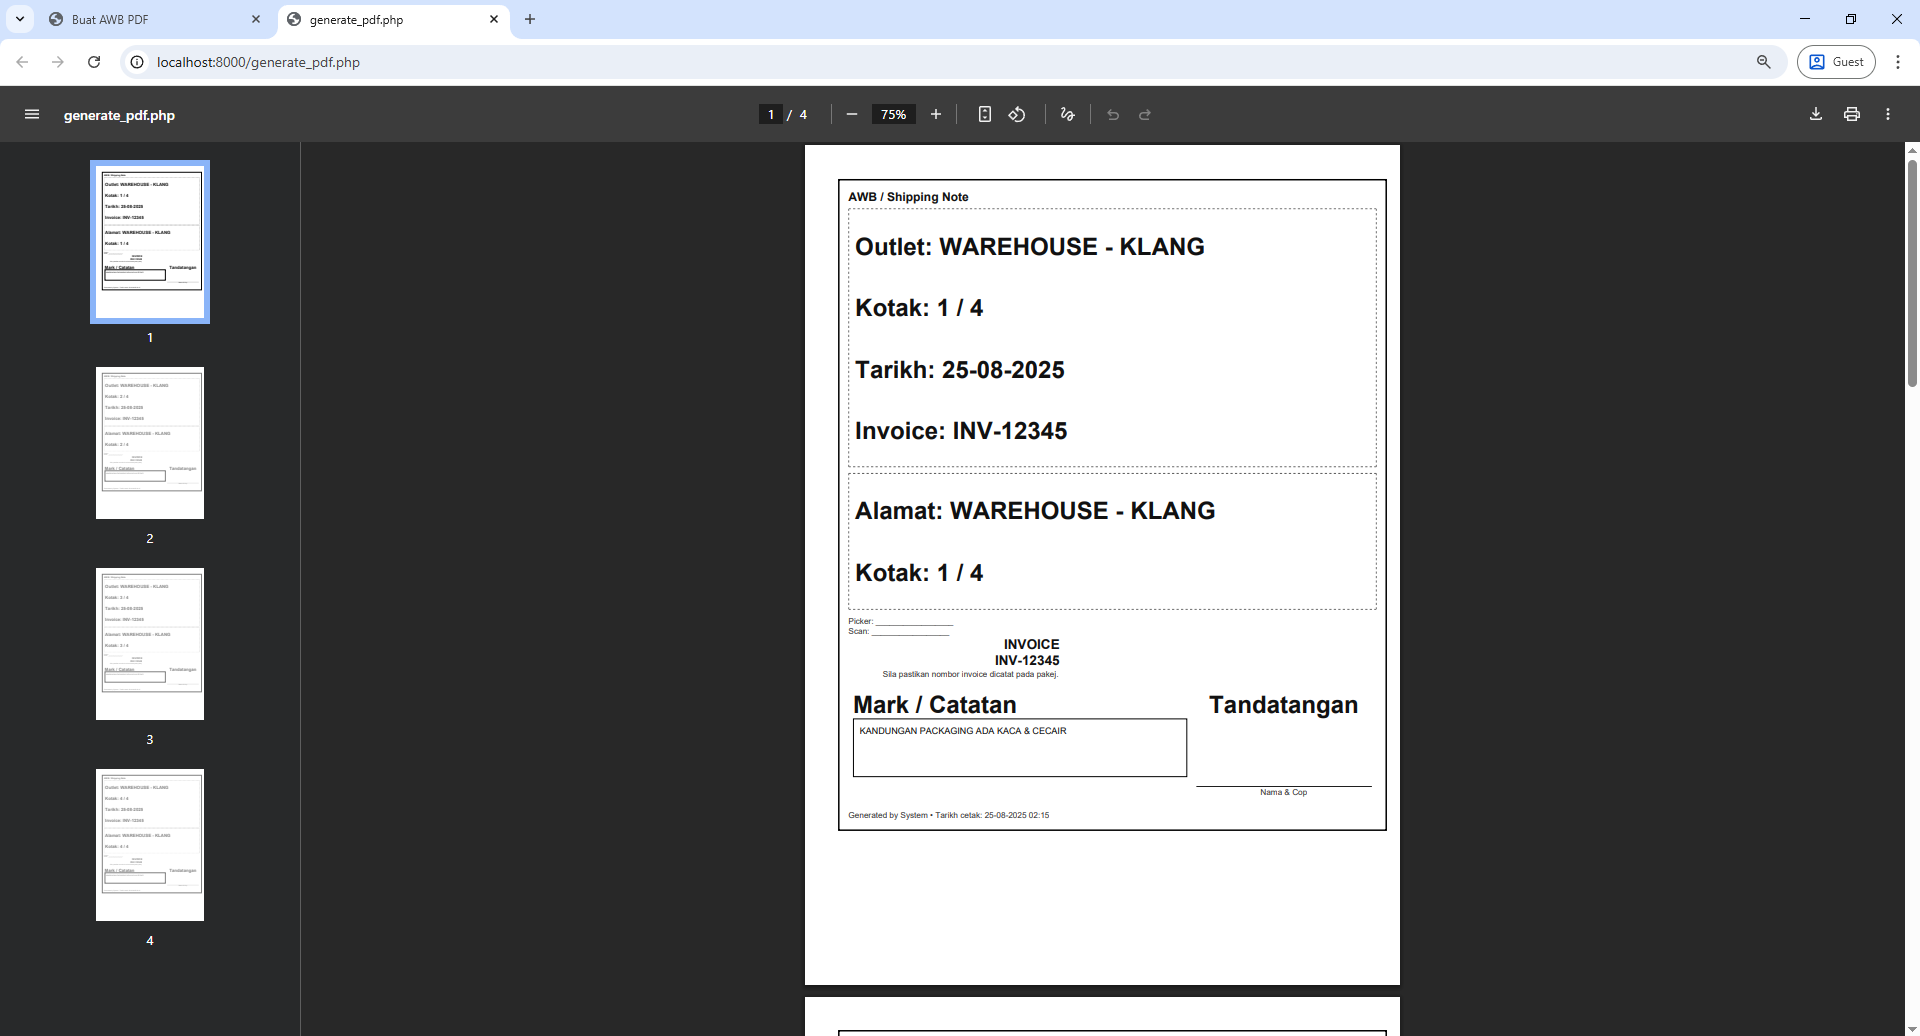 Buat AWB PDF
generate_pdf.php
localhost:8000/generate_pdf.php
Guest
generate_pdf.php
1 / 4
75%
1
2
3
4
AWB / Shipping Note
Outlet: WAREHOUSE - KLANG
Kotak: 1 / 4
Tarikh: 25-08-2025
Invoice: INV-12345
Alamat: WAREHOUSE - KLANG
Kotak: 1 / 4
Picker: ____________________
Scan: ____________________
INVOICE
INV-12345
Sila pastikan nombor invoice dicatat pada pakej.
Mark / Catatan
Tandatangan
KANDUNGAN PACKAGING ADA KACA & CECAIR
Nama & Cop
Generated by System • Tarikh cetak: 25-08-2025 02:15